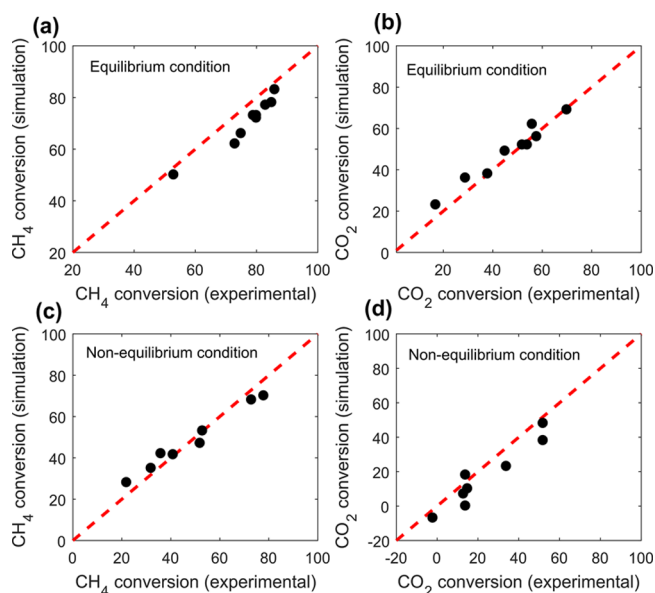 (a)
CH4 conversion (simulation)
100
80
60
40
20
Equilibrium condition
20 40 60 80 100
CH4 conversion (experimental)
(b)
CO2 conversion (simulation)
100
80
60
40
20
0
Equilibrium condition
0 20 40 60 80 100
CO2 conversion (experimental)
(c)
CH4 conversion (simulation)
100
80
60
40
20
0
Non-equilibrium condition
0 20 40 60 80 100
CH4 conversion (experimental)
(d)
CO2 conversion (simulation)
100
80
60
40
20
0
-20
Non-equilibrium condition
-20 0 20 40 60 80 100
CO2 conversion (experimental)